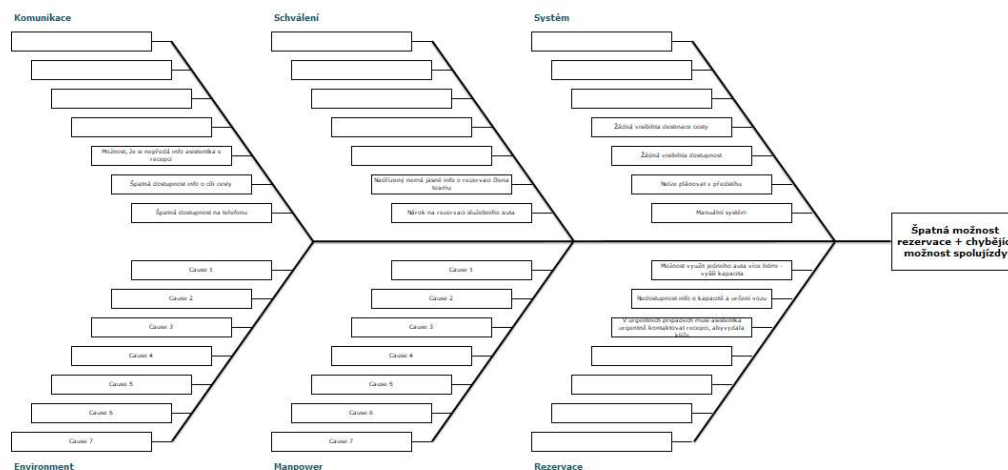 Komunikace
Schválení
Systém
Žádná visibilita destinace cesty
Možnost, že si nepředá info asistentka s
recepcí
Žádná visibilita dostupnost
Špatná dostupnost info o cíli cesty
Nadřízený nemá jasné info o rezervaci člena
teamu
Nelze plánovat v předstihu
Špatná dostupnost na telefonu
Nárok na rezervaci služebního auta
Manuální systém
Špatná možnost
rezervace + chybějíc
možnost spolujízdy
Cause 1
Cause 1
Možnost využít jednoho auta více lidmi -
vyšší kapacita
Cause 2
Cause 2
Nedostupnost info o kapacitě a určení vozu
Cause 3
Cause 3
V urgentních případech musí asistentka
urgentně kontaktovat recepci, aby vydala
klíče
Cause 4
Cause 4
Cause 5
Cause 5
Cause 6
Cause 6
Cause 7
Cause 7
Environment
Manpower
Rezervace